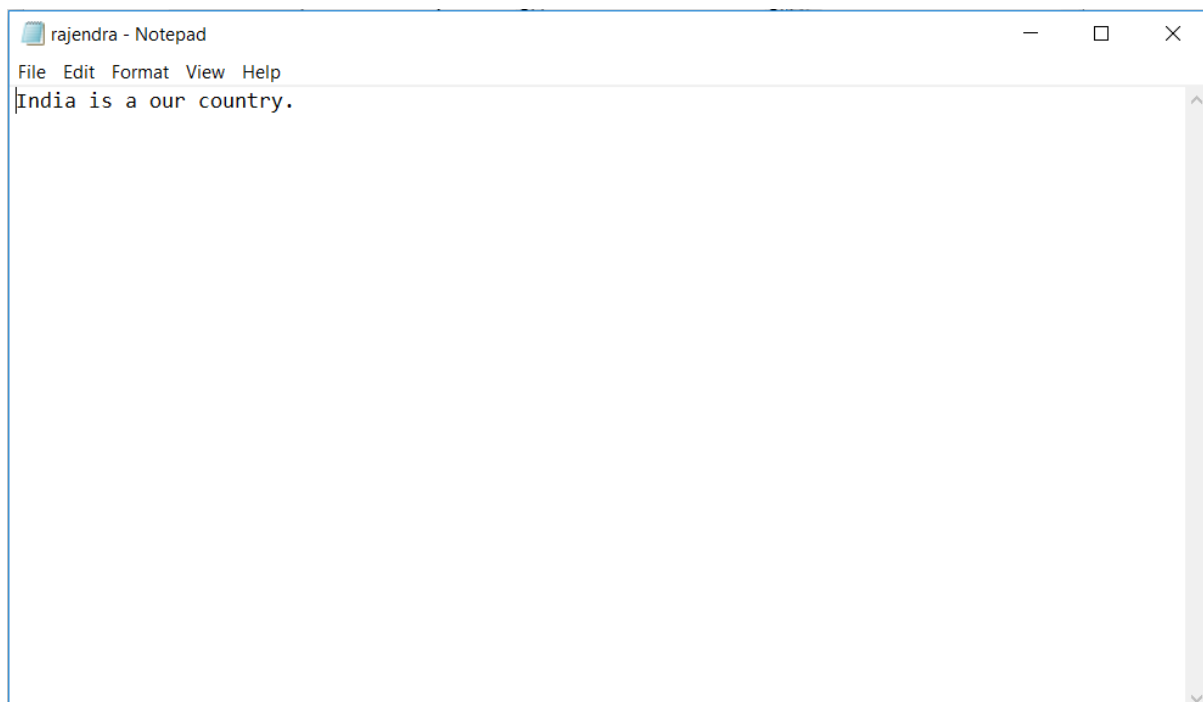 rajendra - Notepad
File Edit Format View Help
India is a our country.